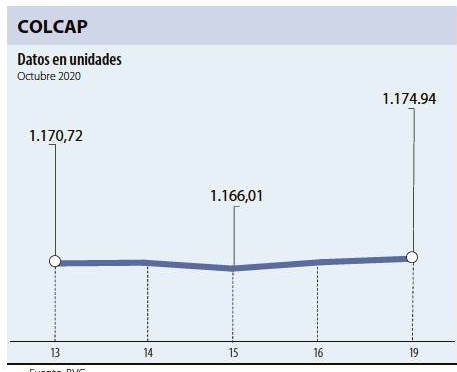 COLCAP
Datos en unidades
Octubre 2020
1.174.94
1.170,72
1.166,01
13 14 15 16 19